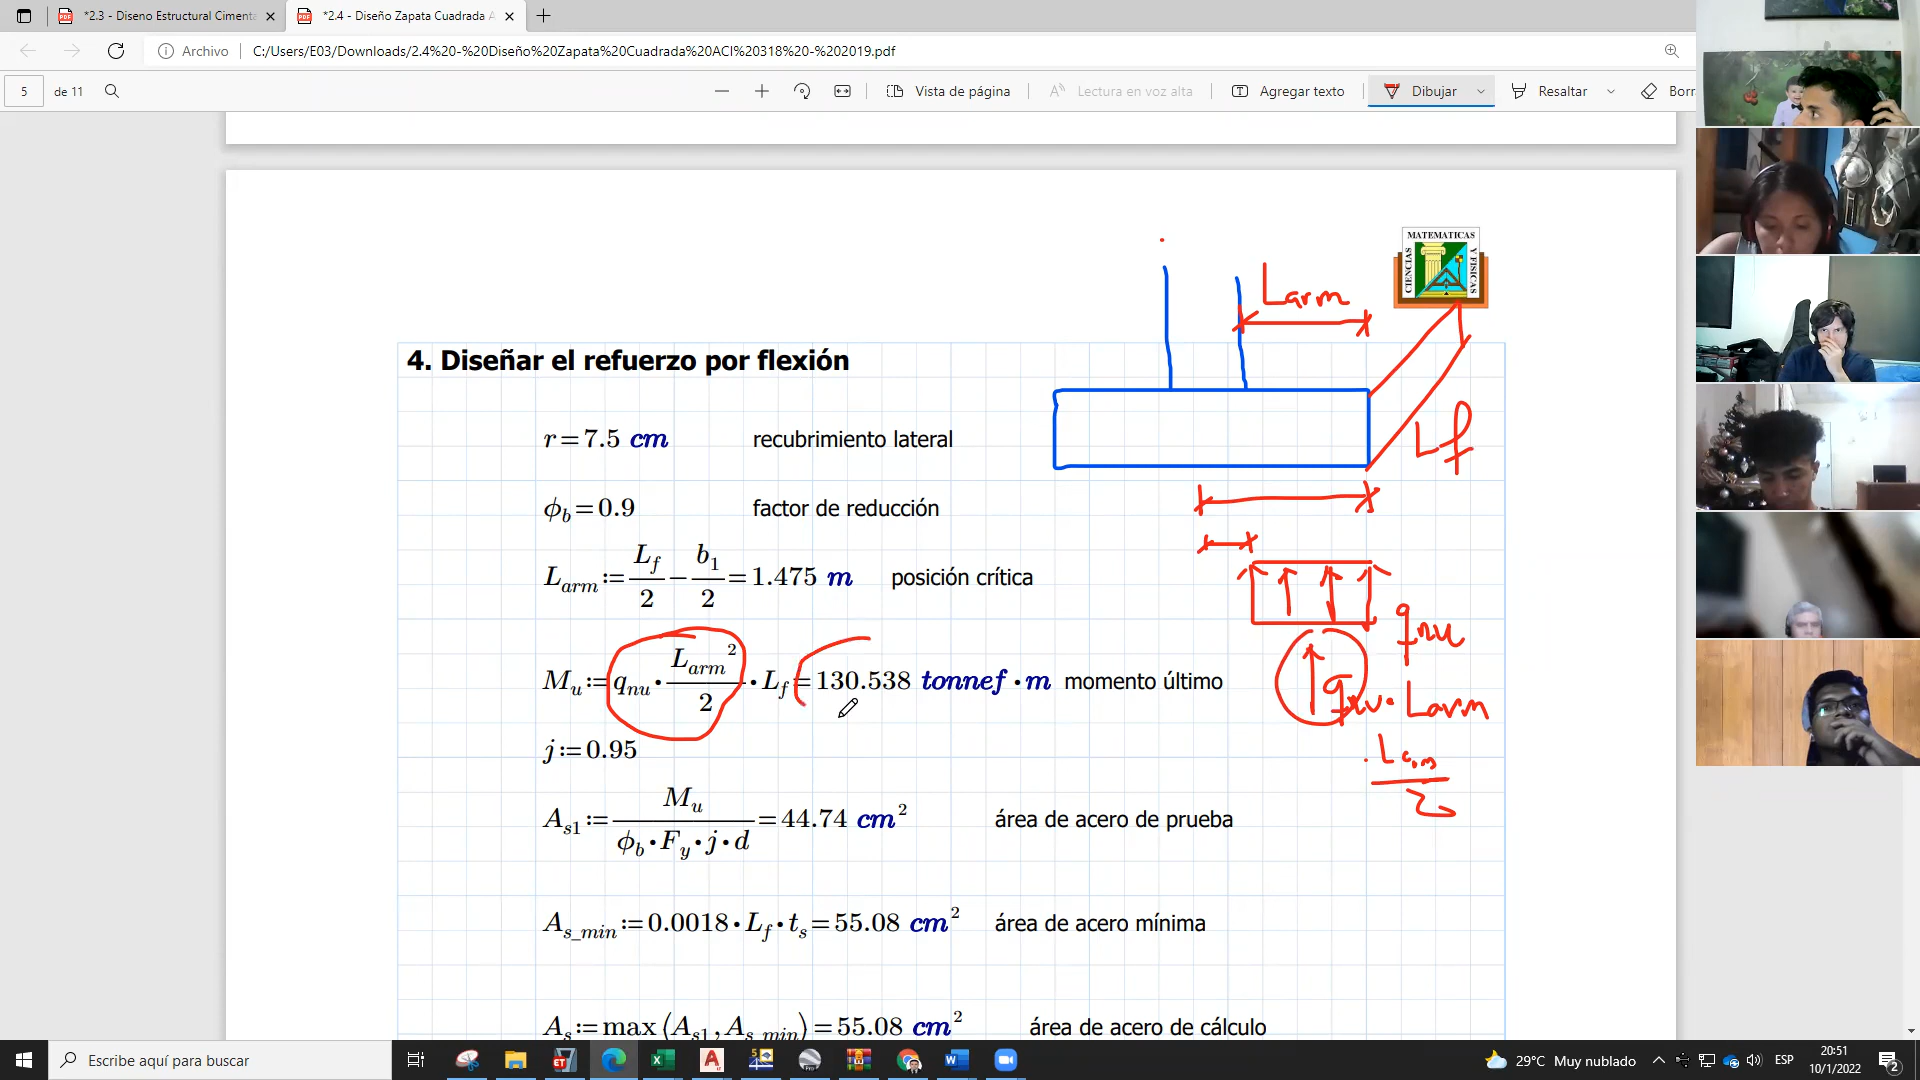 *2.3 - Diseno Estructural Cimenta
*2.4 - Diseño Zapata Cuadrada A
Archivo
C:/Users/E03/Downloads/2.4%20-%20Diseño%20Zapata%20Cuadrada%20ACI%20318%20-%202019.pdf
5 de 11
Vista de página
Lectura en voz alta
Agregar texto
Dibujar
Resaltar
Borr
MATEMATICAS
CIENCIAS
Y FISICAS
Larm
Lf
4. Diseñar el refuerzo por flexión
r=7.5 cm recubrimiento lateral
ϕb=0.9 factor de reducción
Larm:=Lf/2−b1/2=1.475 m posición crítica
qnu
Mu:=qnu•Larm²/2•Lf=130.538 tonnef•m momento último
qnu•Larm
.Larm/2
j:=0.95
As1:=Mu/ϕb•Fy•j•d=44.74 cm² área de acero de prueba
As_min:=0.0018•Lf•ts=55.08 cm² área de acero mínima
As:=max(As1,As_min)=55.08 cm² área de acero de cálculo
Escribe aquí para buscar
29°C Muy nublado
ESP
20:51
10/1/2022
2